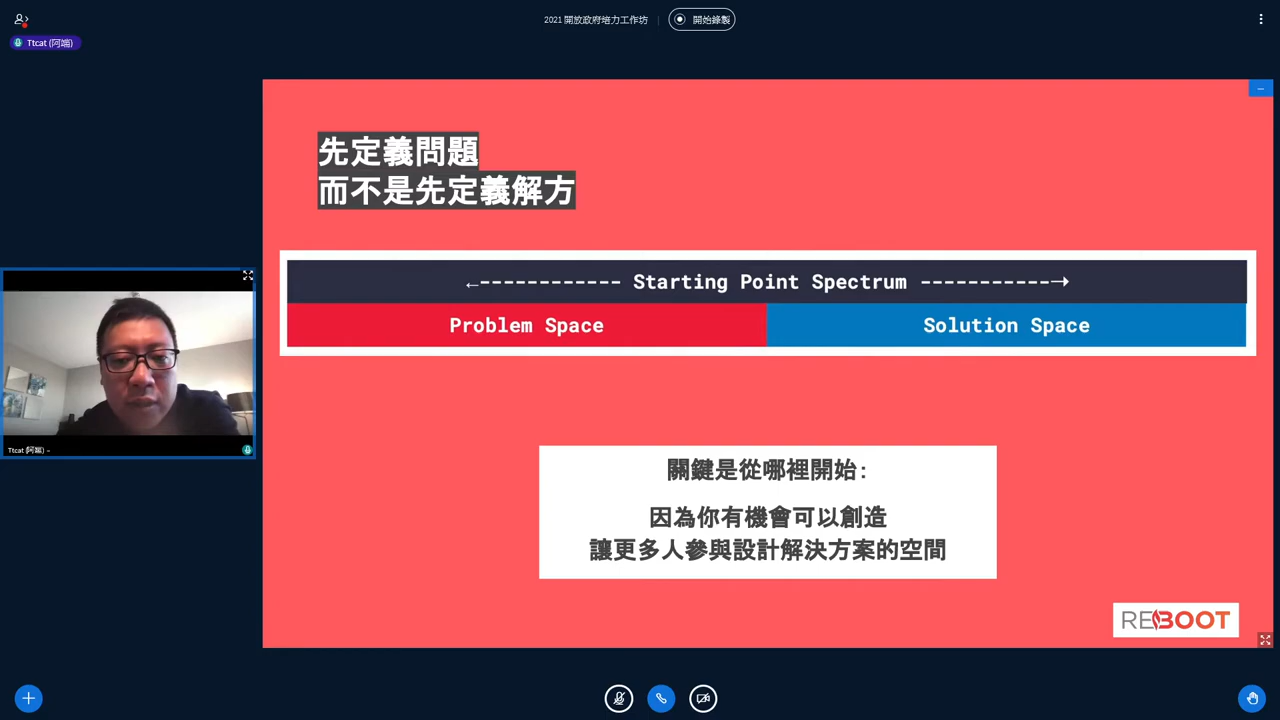 2021 開放政府培力工作坊
開始錄製
Ttcat (阿端)
先定義問題
而不是先定義解方
←------------ Starting Point Spectrum -----------→
Problem Space
Solution Space
關鍵是從哪裡開始:
因為你有機會可以創造
讓更多人參與設計解決方案的空間
Ttcat (阿端)
REBOOT